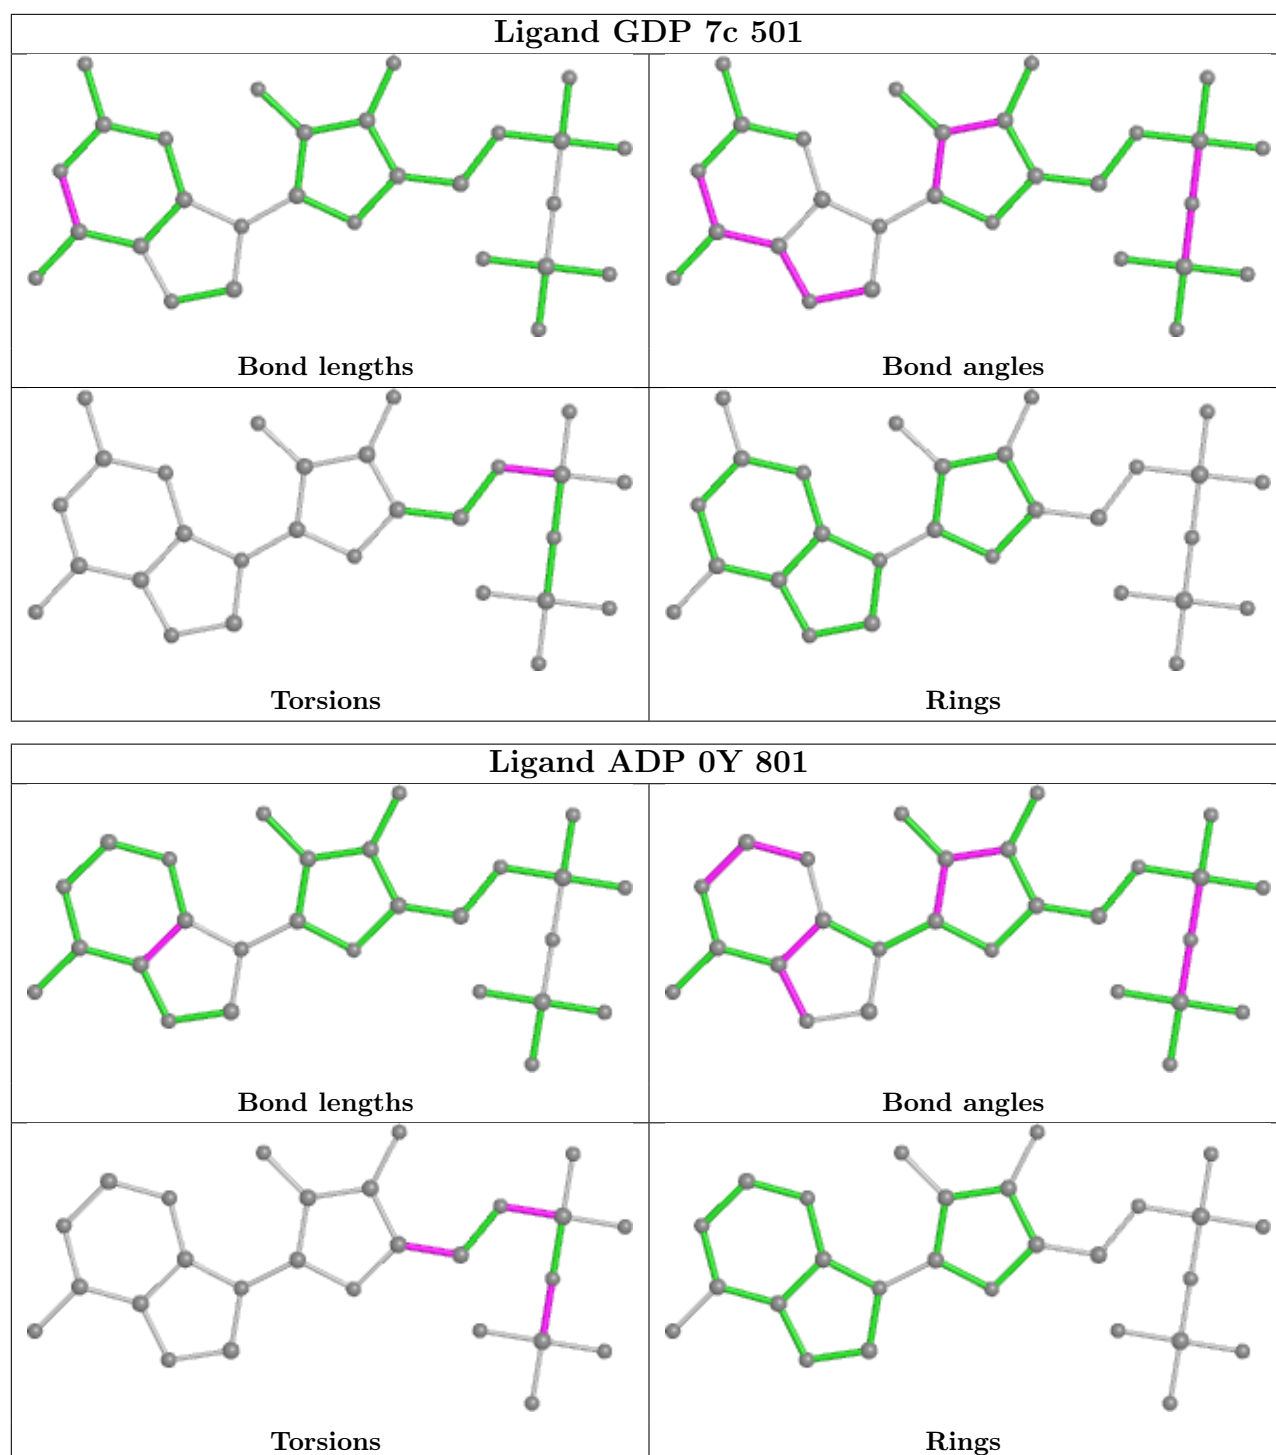 Ligand GDP 7c 501
Bond lengths
Bond angles
Torsions
Rings
Ligand ADP 0Y 801
Bond lengths
Bond angles
Torsions
Rings